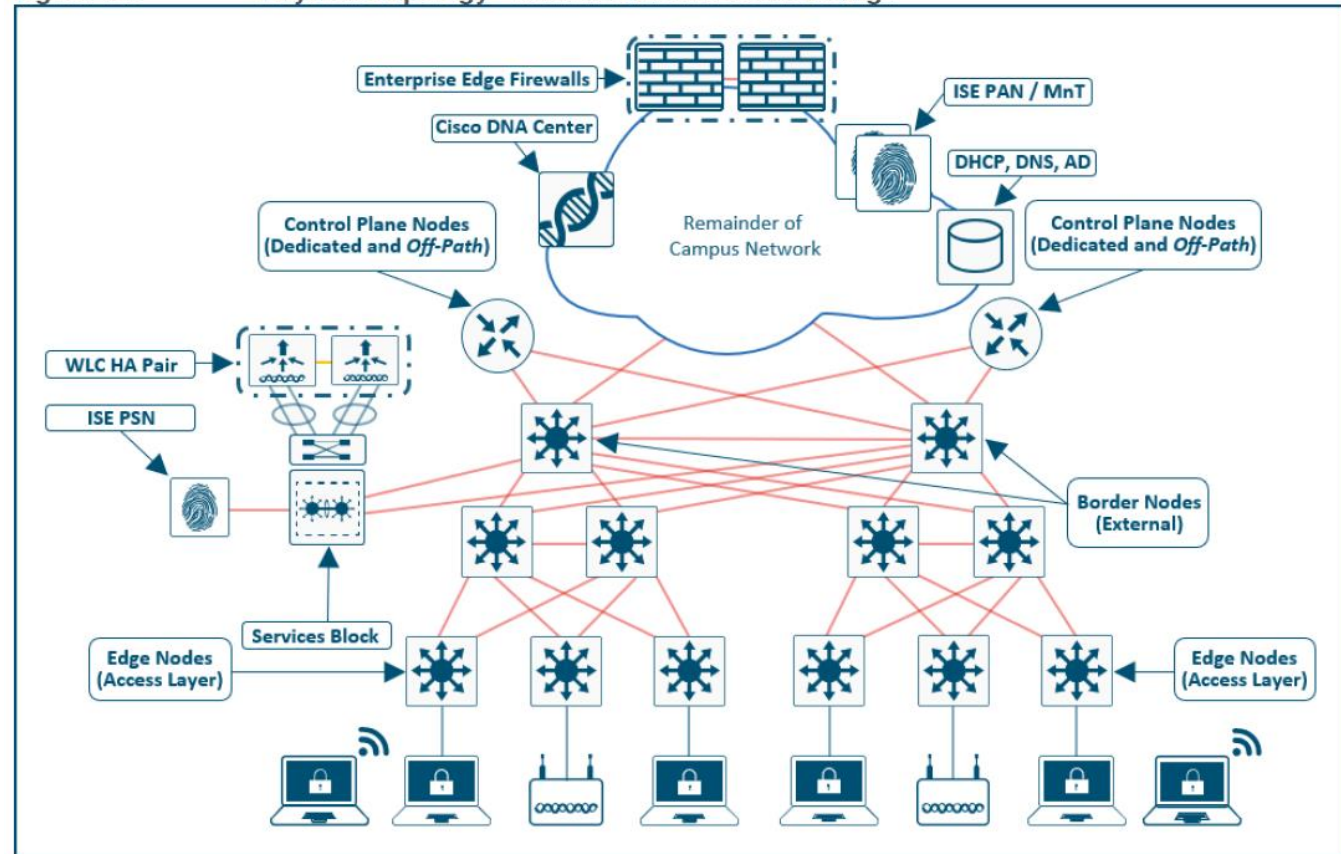 Enterprise Edge Firewalls
ISE PAN / MnT
Cisco DNA Center
DHCP, DNS, AD
Control Plane Nodes
(Dedicated and Off-Path)
Remainder of
Campus Network
Control Plane Nodes
(Dedicated and Off-Path)
WLC HA Pair
ISE PSN
Border Nodes
(External)
Services Block
Edge Nodes
(Access Layer)
Edge Nodes
(Access Layer)